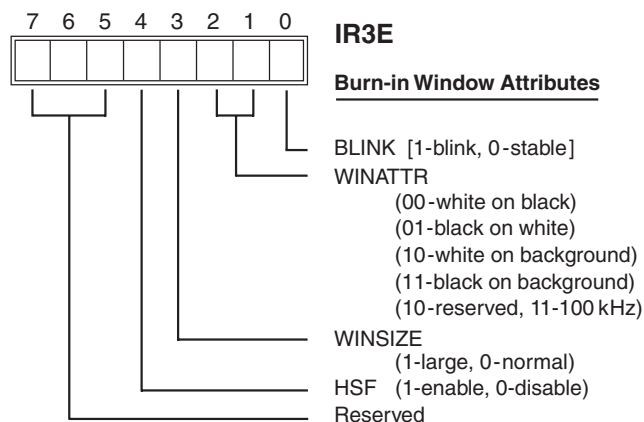 7 6 5 4 3 2 1 0
IR3E
Burn-in Window Attributes
BLINK [1-blink, 0-stable]
WINATTR
(00-white on black)
(01-black on white)
(10-white on background)
(11-black on background)
(10-reserved, 11-100 kHz)
WINSIZE
(1-large, 0-normal)
HSF (1-enable, 0-disable)
Reserved